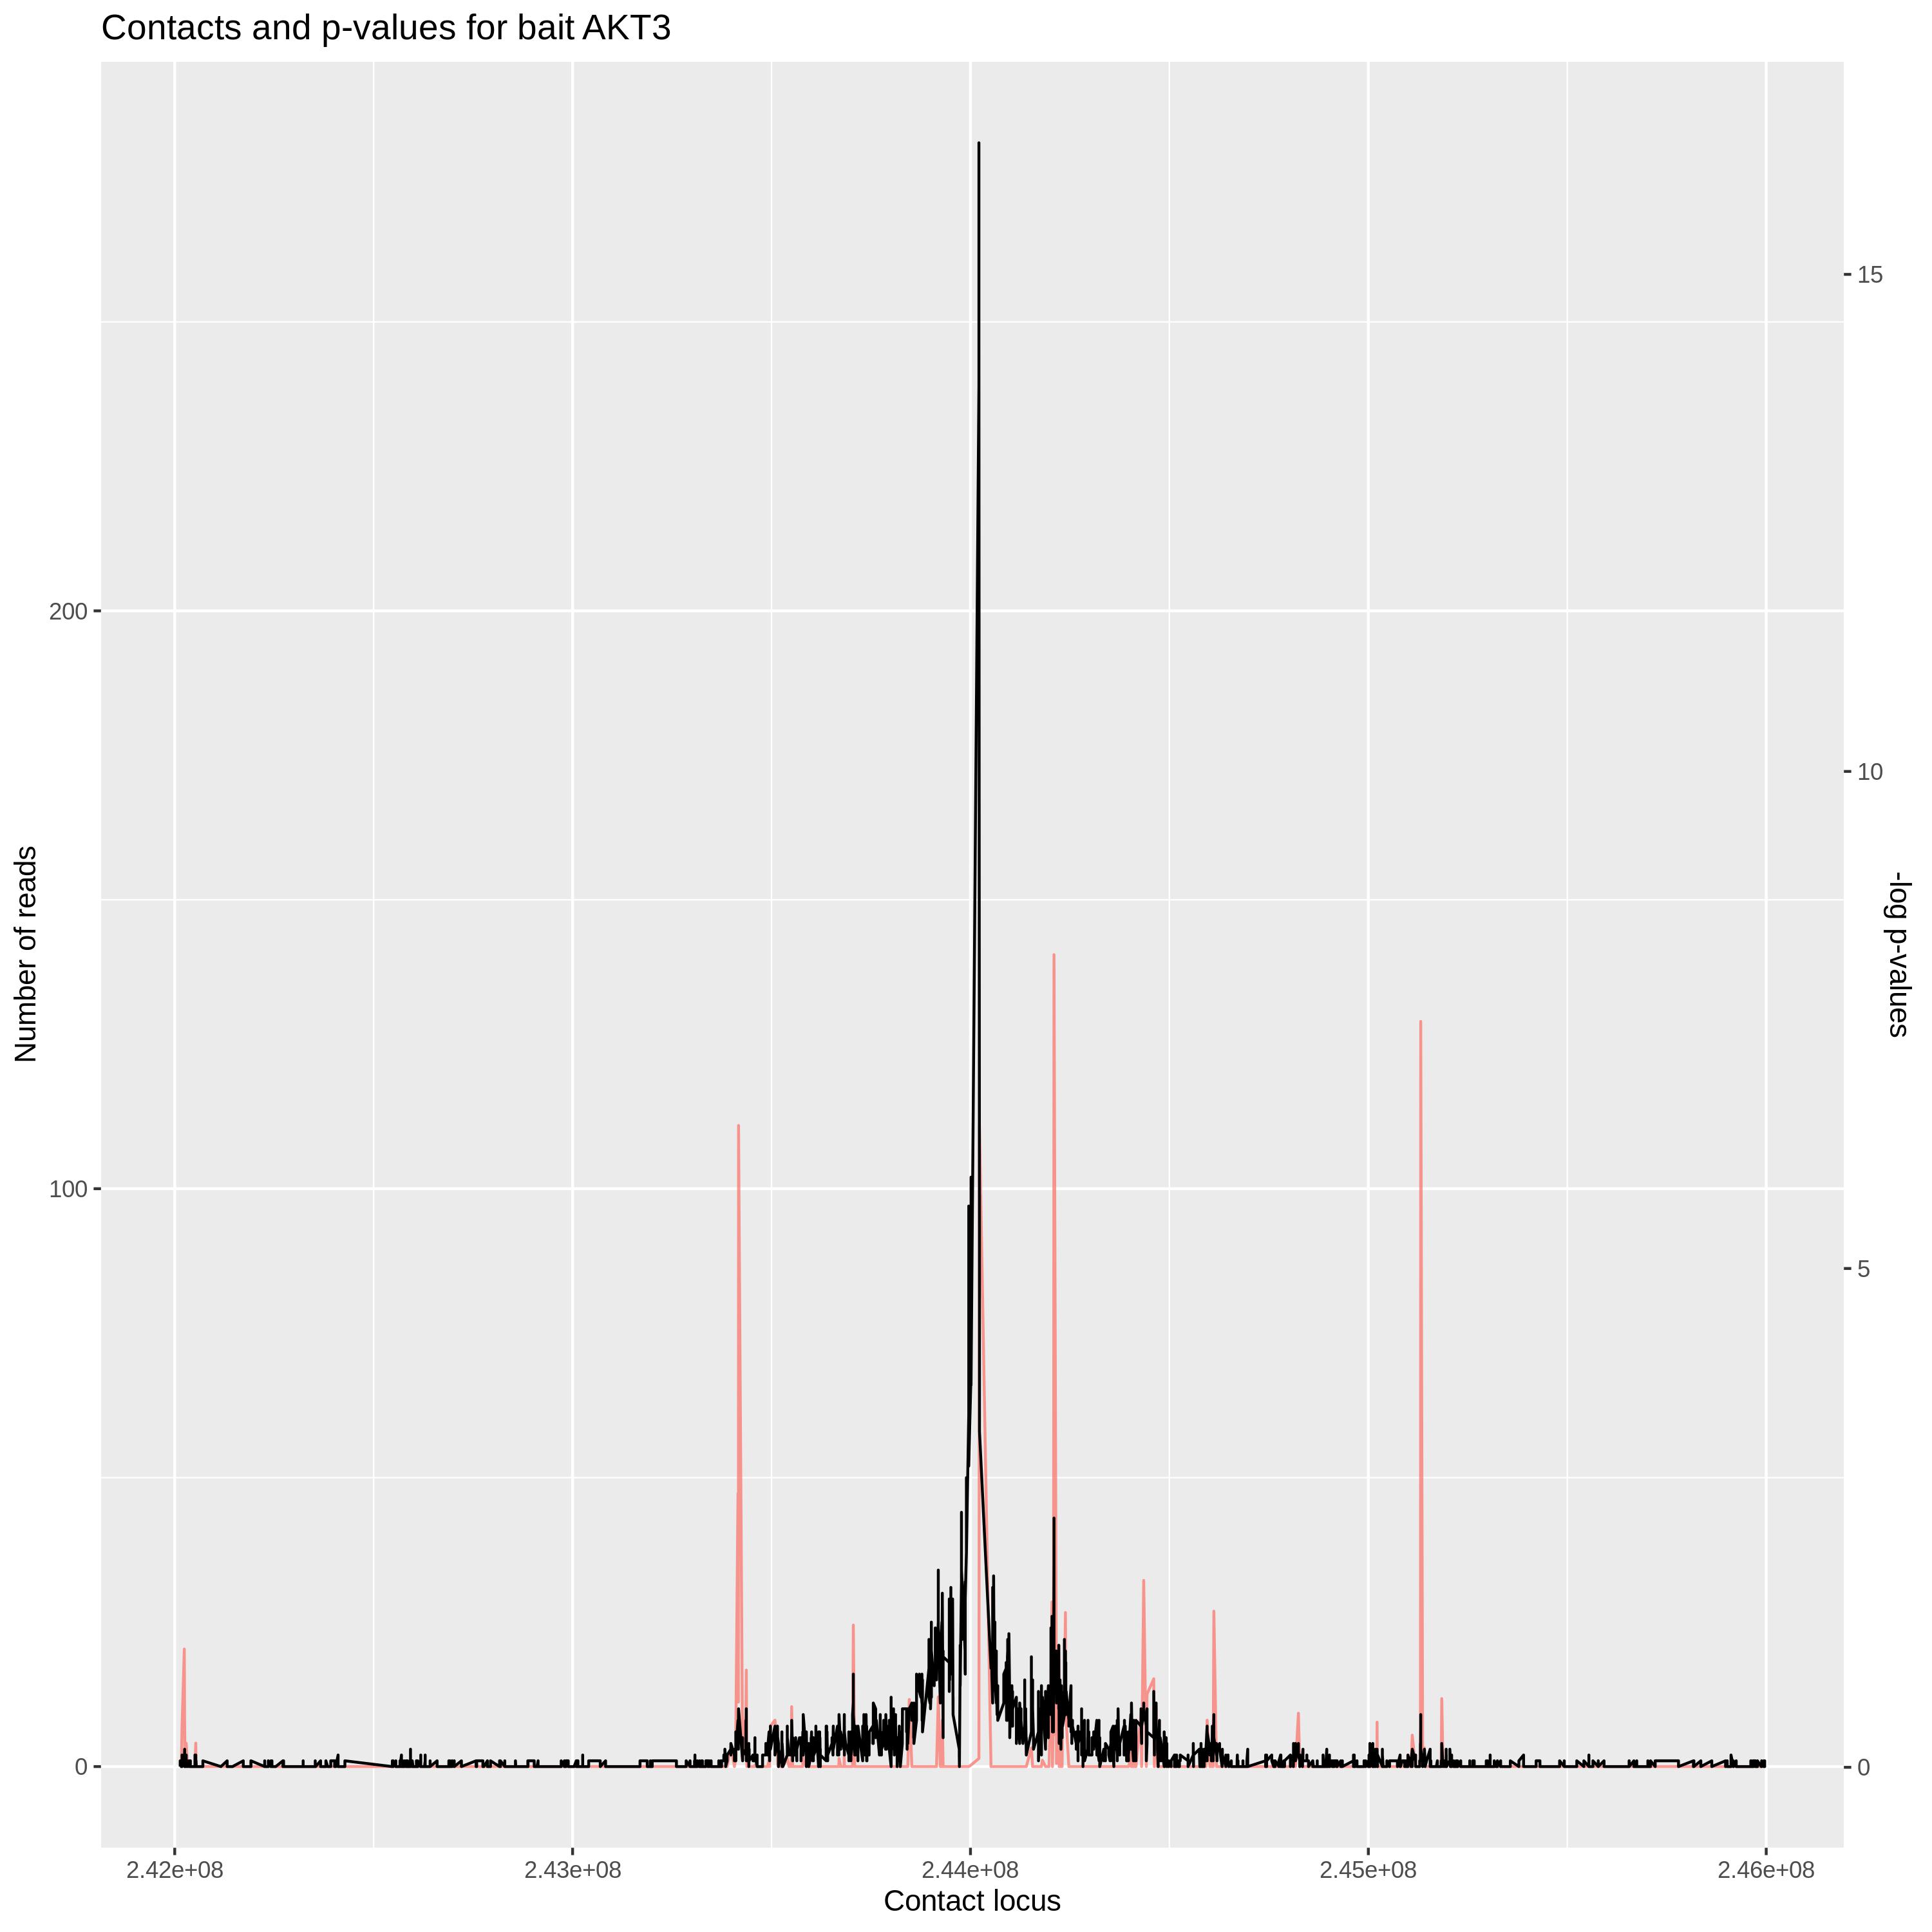 Contacts and p-values for bait AKT3
Number of reads
200
100
0
15
10
5
0
-log p-values
2.42e+08
2.43e+08
2.44e+08
2.45e+08
2.46e+08
Contact locus